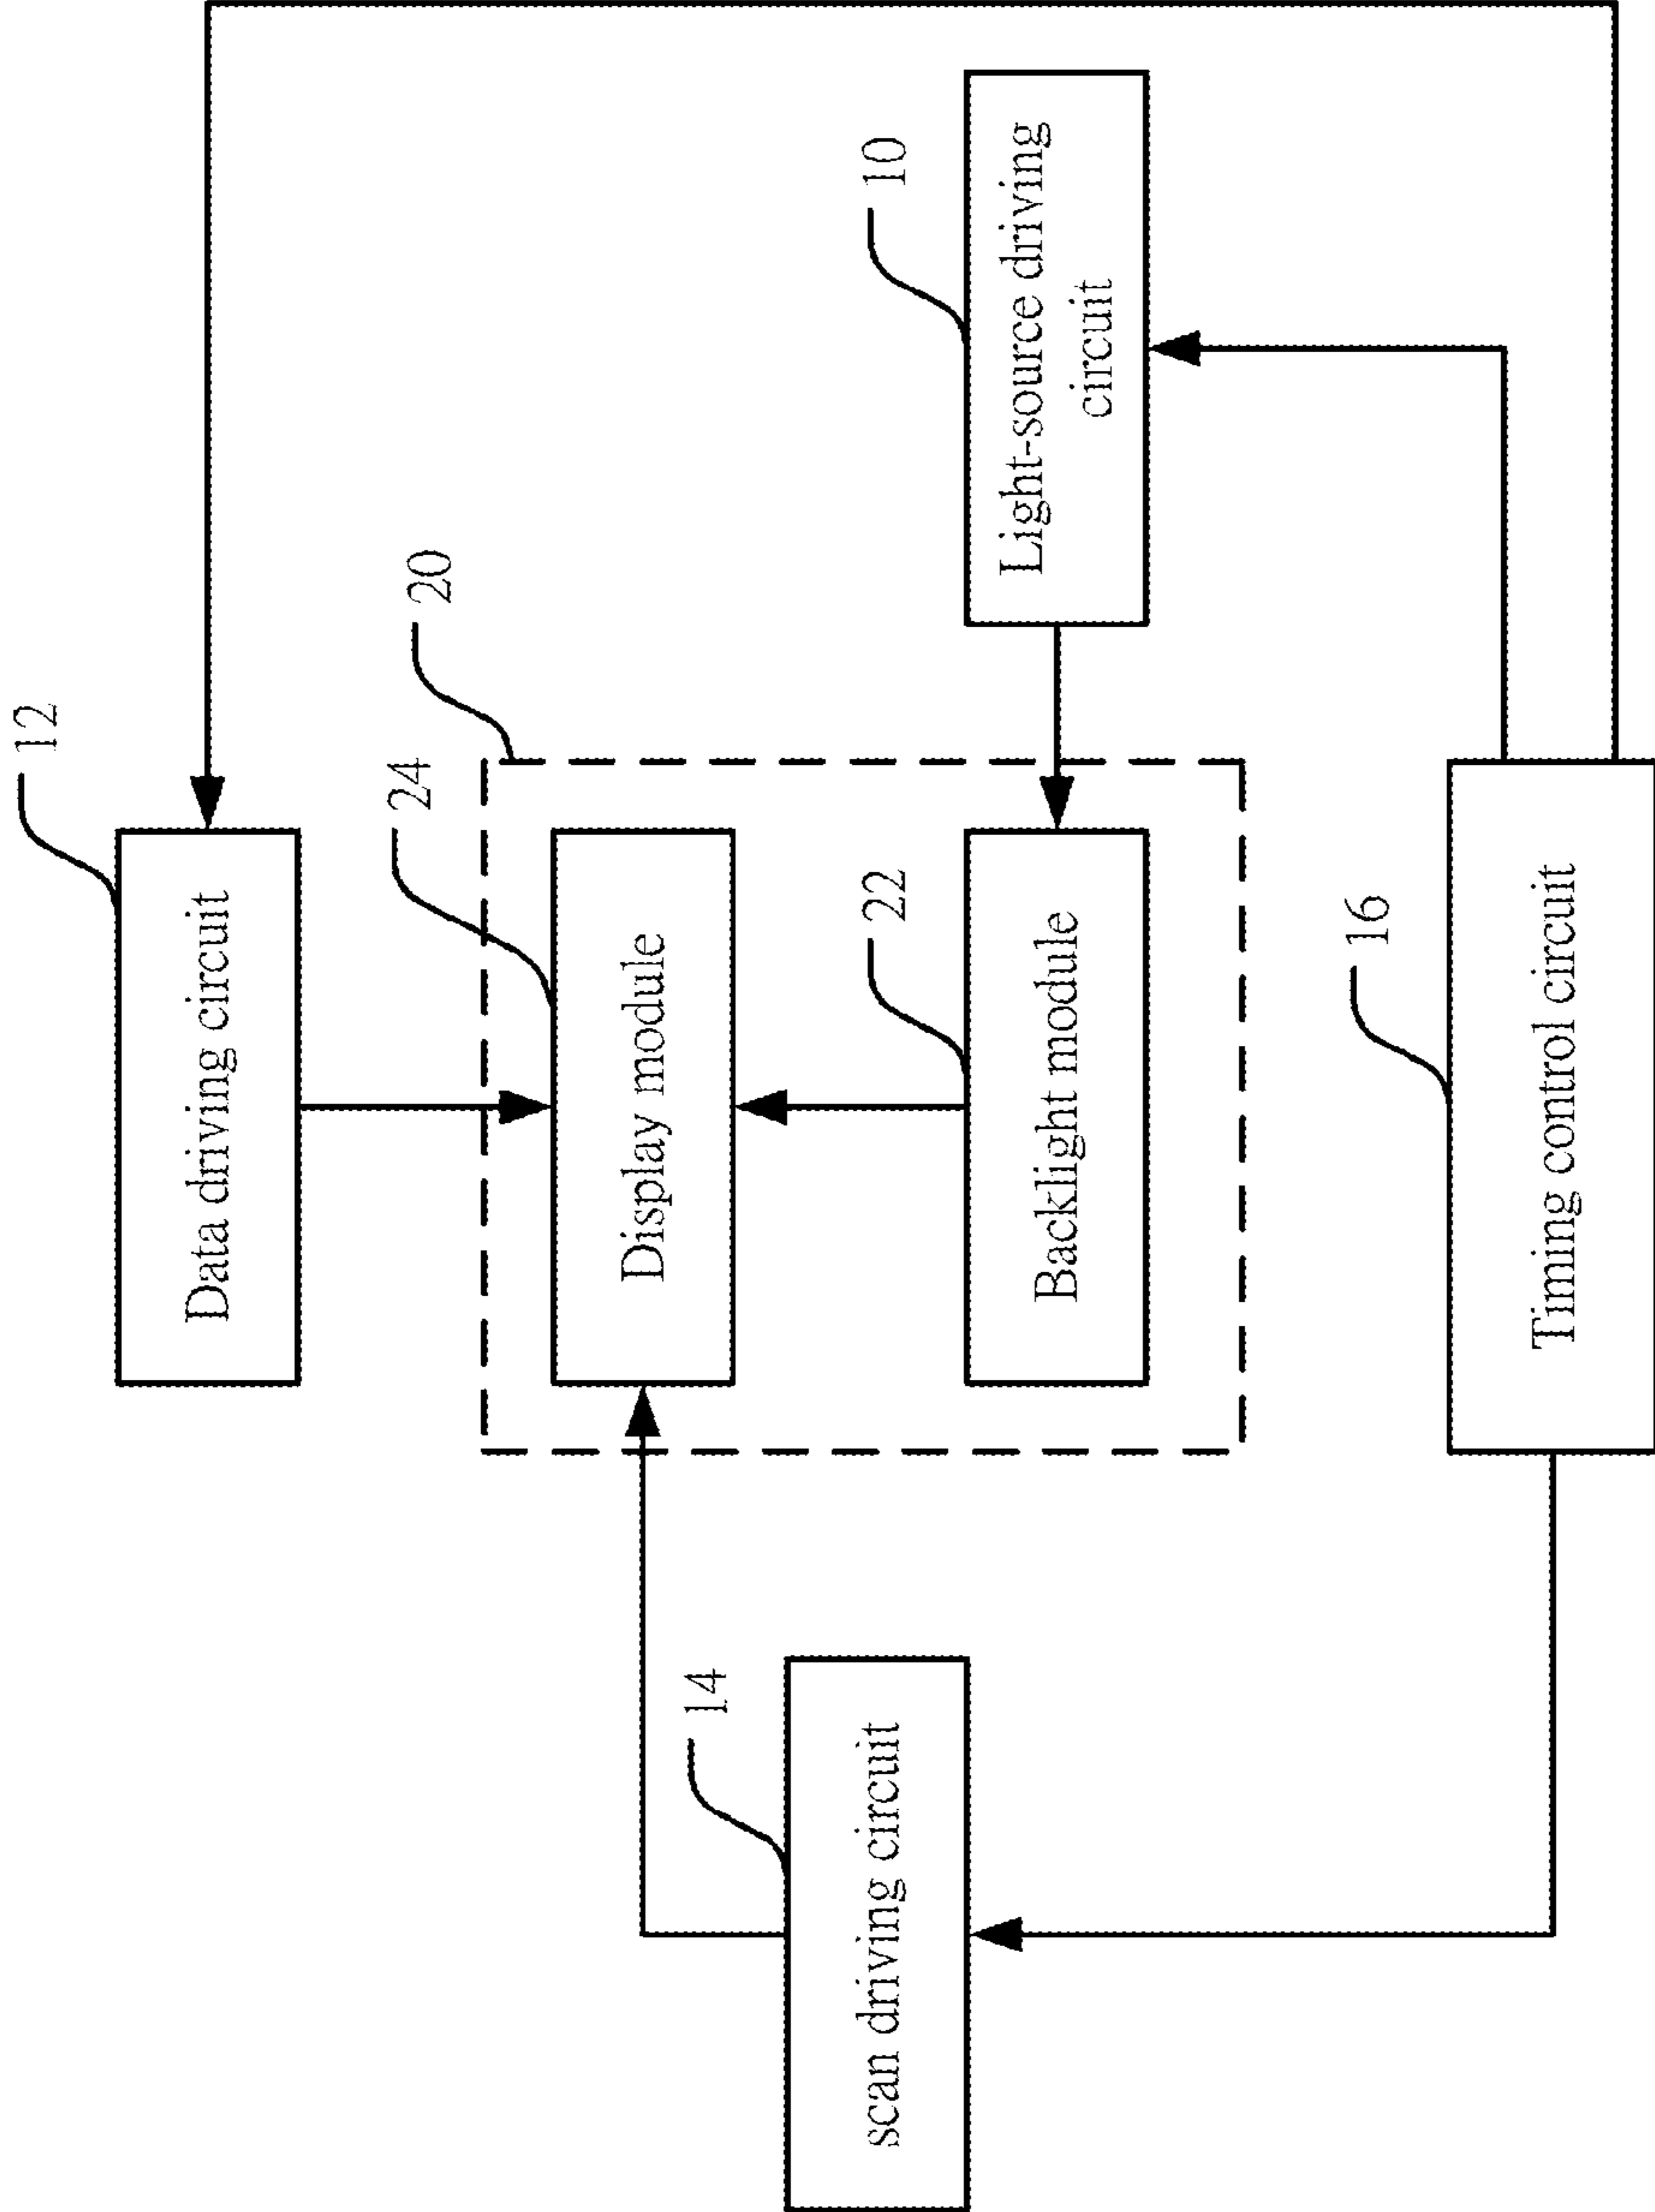 12
Data driving circuit
24
20
Display module
14
scan driving circuit
22
Backlight module
10
Light-source driving
circuit
16
Timing control circuit